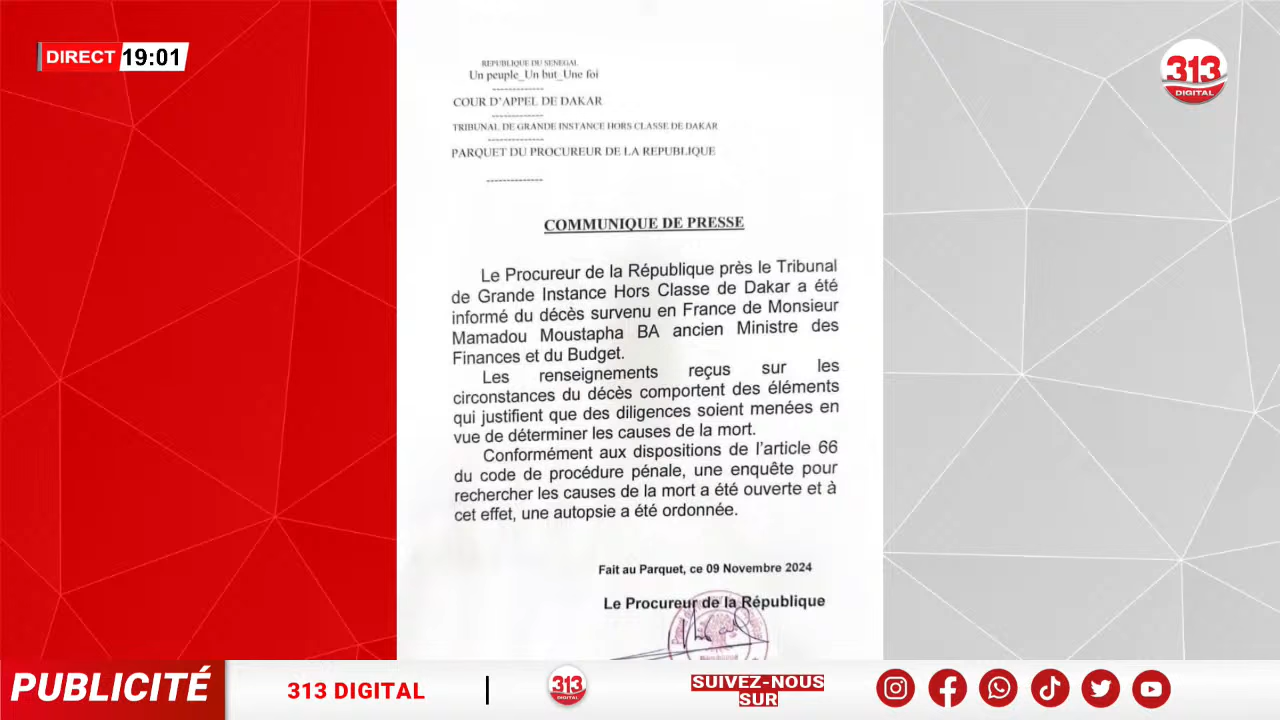 DIRECT 19:01
313
DIGITAL
REPUBLIQUE DU SENEGAL
Un peuple_Un but_Une foi
-------------
COUR D'APPEL DE DAKAR
-------------
TRIBUNAL DE GRANDE INSTANCE HORS CLASSE DE DAKAR
--------------
PARQUET DU PROCUREUR DE LA REPUBLIQUE
--------------
COMMUNIQUE DE PRESSE
Le Procureur de la République près le Tribunal
de Grande Instance Hors Classe de Dakar a été
informé du décès survenu en France de Monsieur
Mamadou Moustapha BA ancien Ministre des
Finances et du Budget.
Les renseignements reçus sur les
circonstances du décès comportent des éléments
qui justifient que des diligences soient menées en
vue de déterminer les causes de la mort.
Conformément aux dispositions de l'article 66
du code de procédure pénale, une enquête pour
rechercher les causes de la mort a été ouverte et à
cet effet, une autopsie a été ordonnée.
Fait au Parquet, ce 09 Novembre 2024
Le Procureur de la République
PUBLICITÉ
313 DIGITAL |
313
DIGITAL
SUIVEZ-NOUS
SUR